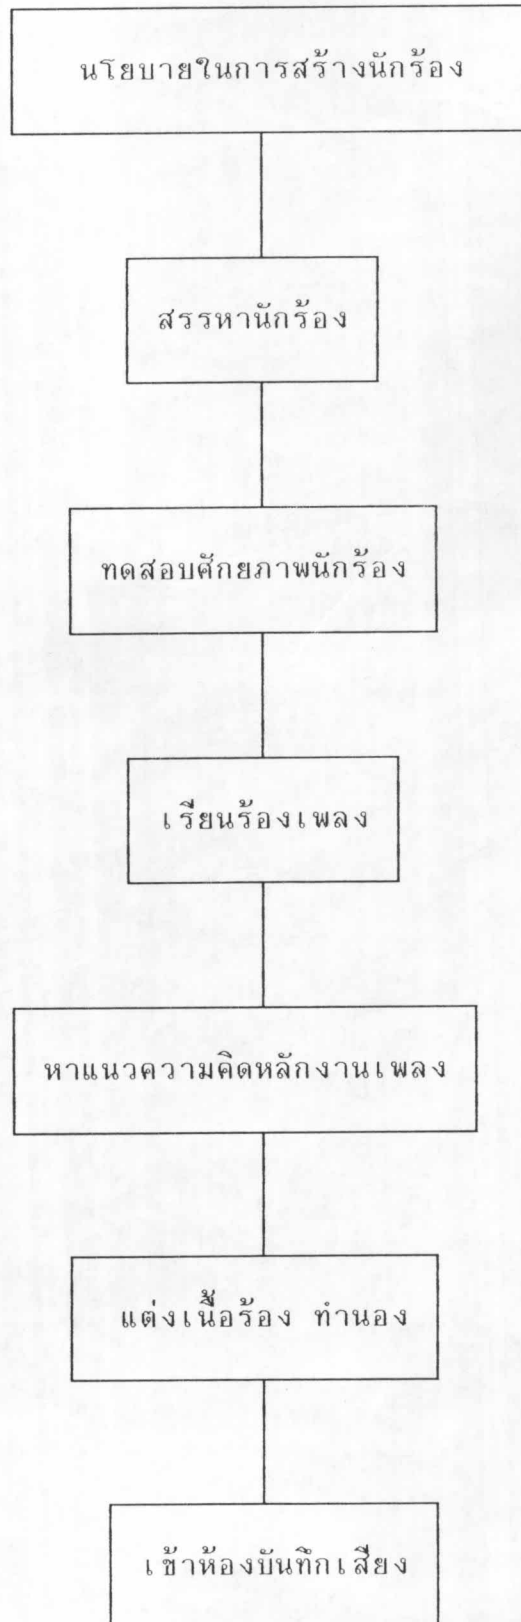 นโยบายในการสร้างนักร้อง
สรรหานักร้อง
ทดสอบศักยภาพนักร้อง
เรียนร้องเพลง
หาแนวความคิดหลักงานเพลง
แต่งเนื้อร้อง ทำนอง
เข้าห้องบันทึกเสียง